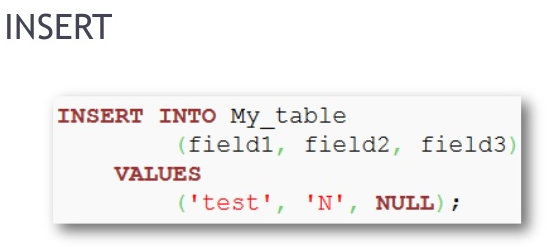 INSERT
INSERT INTO My_table
(field1, field2, field3)
VALUES
('test', 'N', NULL);